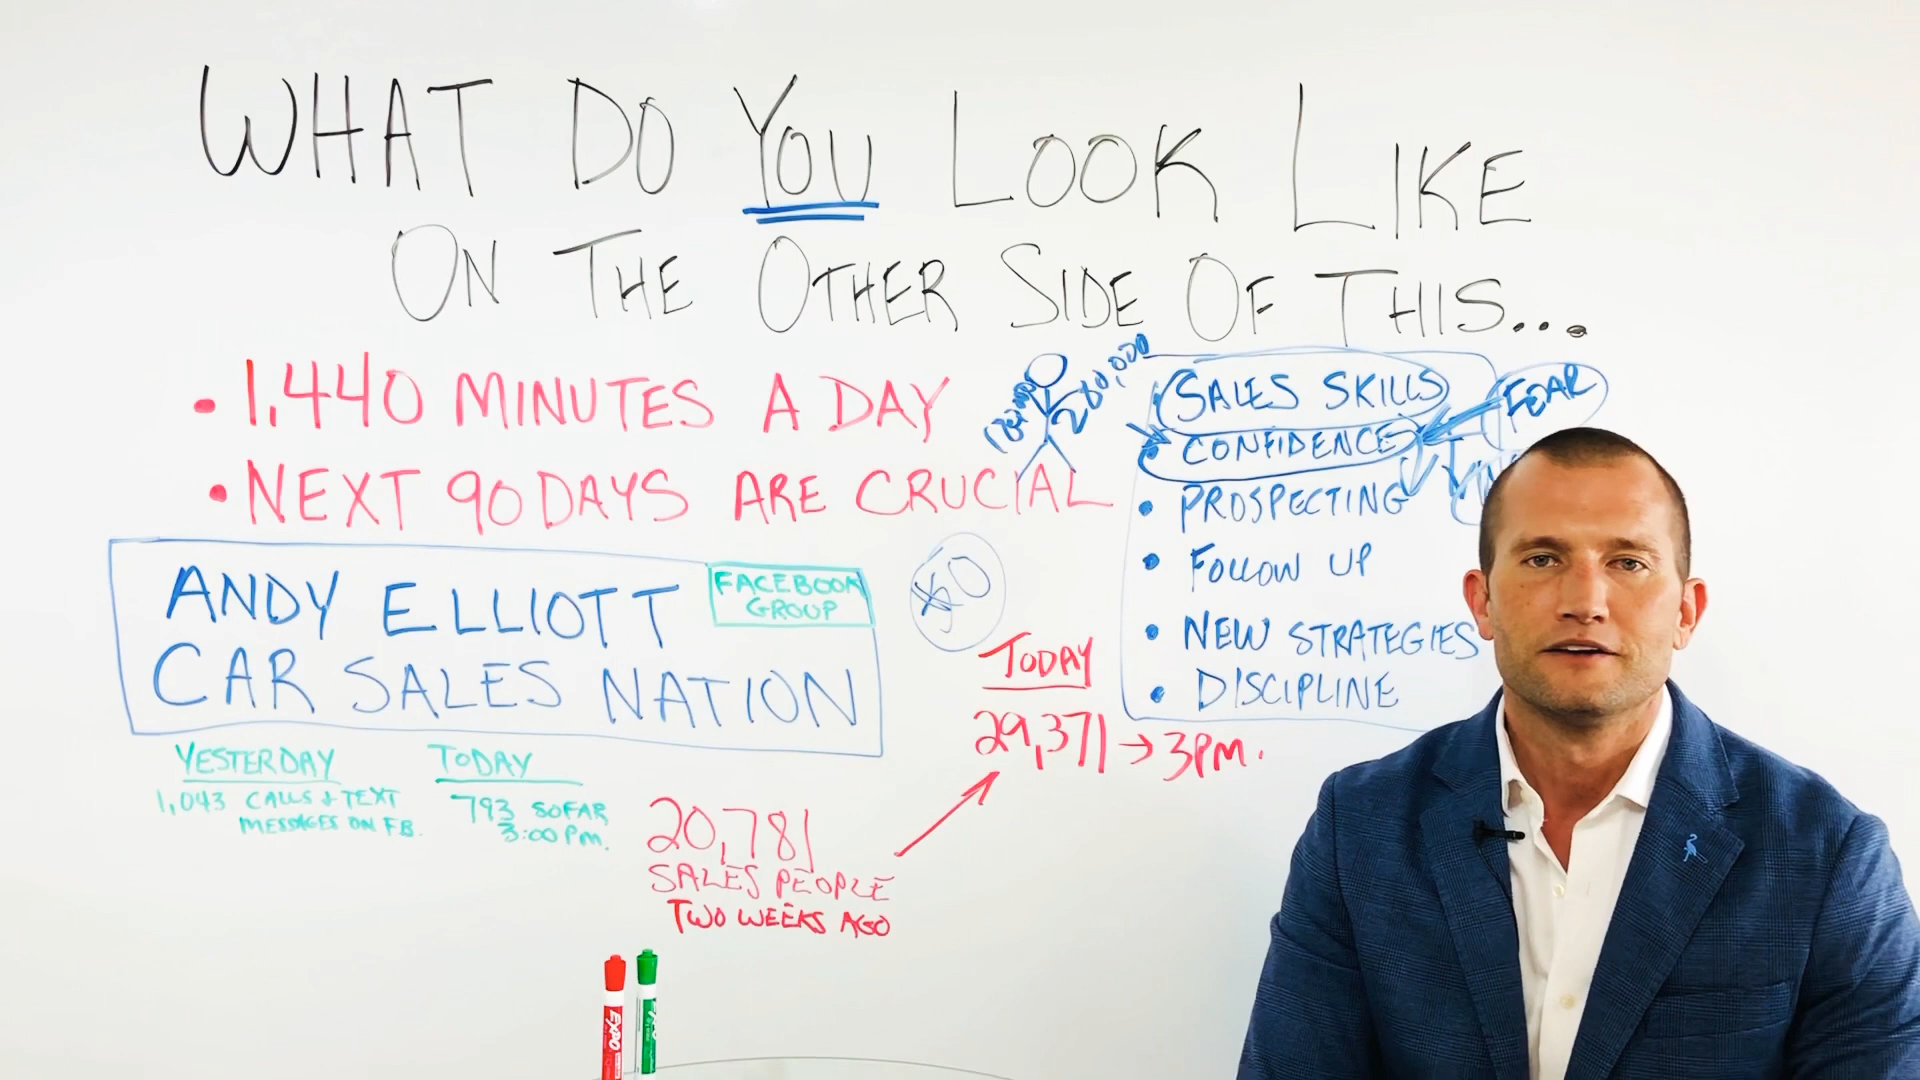 WHAT DO YOU LOOK LIKE
ON THE OTHER SIDE OF THIS...
• 1,440 MINUTES A DAY
• NEXT 90 DAYS ARE CRUCIAL
280,000
ANDY ELLIOTT
CAR SALES NATION
FACEBOOK
GROUP
SALES SKILLS
FEAR
• CONFIDENCE
• PROSPECTING
• FOLLOW UP
• NEW STRATEGIES
• DISCIPLINE
YESTERDAY
1,043 CALLS + TEXT
MESSAGES ON FB.
TODAY
793 SO FAR
3:00 PM.
20,781
SALES PEOPLE
TWO WEEKS AGO
TODAY
29,371 → 3PM.
EXPO